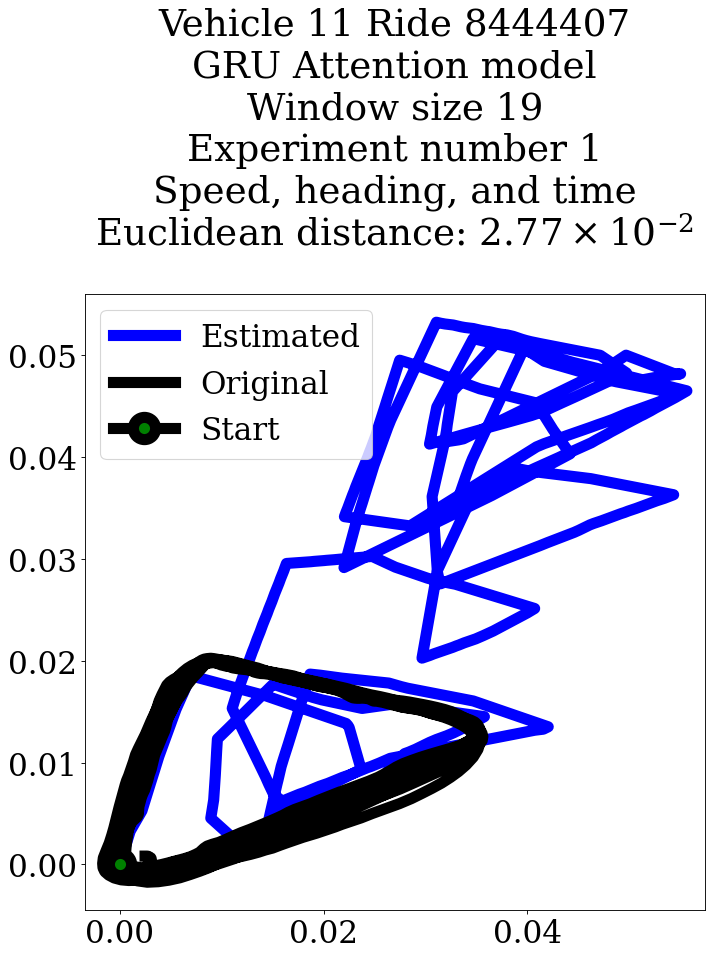 Vehicle 11 Ride 8444407
GRU Attention model
Window size 19
Experiment number 1
Speed, heading, and time
Euclidean distance: 2.77 × 10⁻²
Estimated
Original
Start
0.05
0.04
0.03
0.02
0.01
0.00
0.00 0.02 0.04